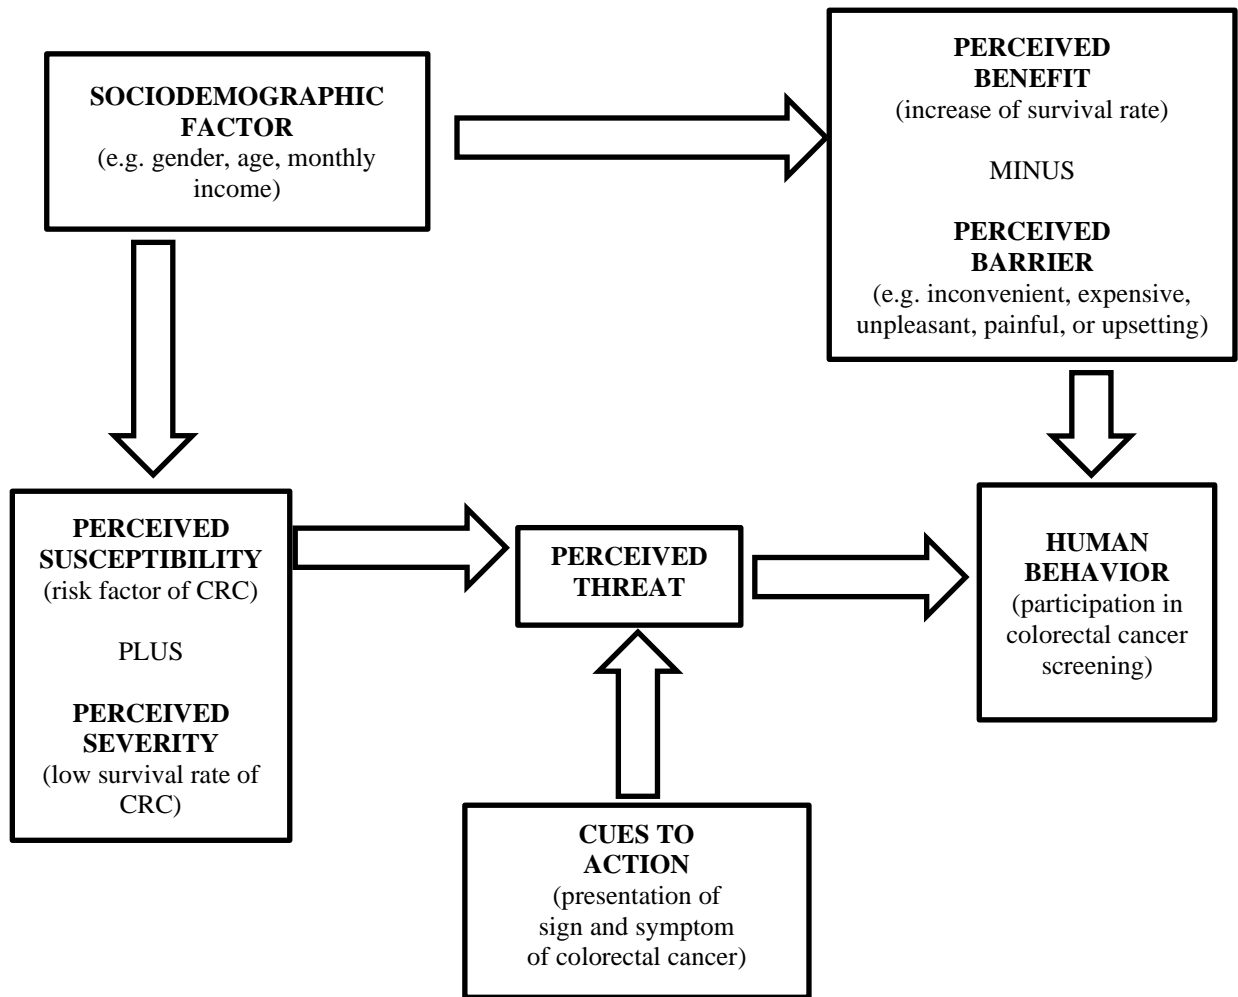 SOCIODEMOGRAPHIC
FACTOR
(e.g. gender, age, monthly
income)
PERCEIVED
BENEFIT
(increase of survival rate)
MINUS
PERCEIVED
BARRIER
(e.g. inconvenient, expensive,
unpleasant, painful, or upsetting)
PERCEIVED
SUSCEPTIBILITY
(risk factor of CRC)
PLUS
PERCEIVED
SEVERITY
(low survival rate of
CRC)
PERCEIVED
THREAT
HUMAN
BEHAVIOR
(participation in
colorectal cancer
screening)
CUES TO
ACTION
(presentation of
sign and symptom
of colorectal cancer)